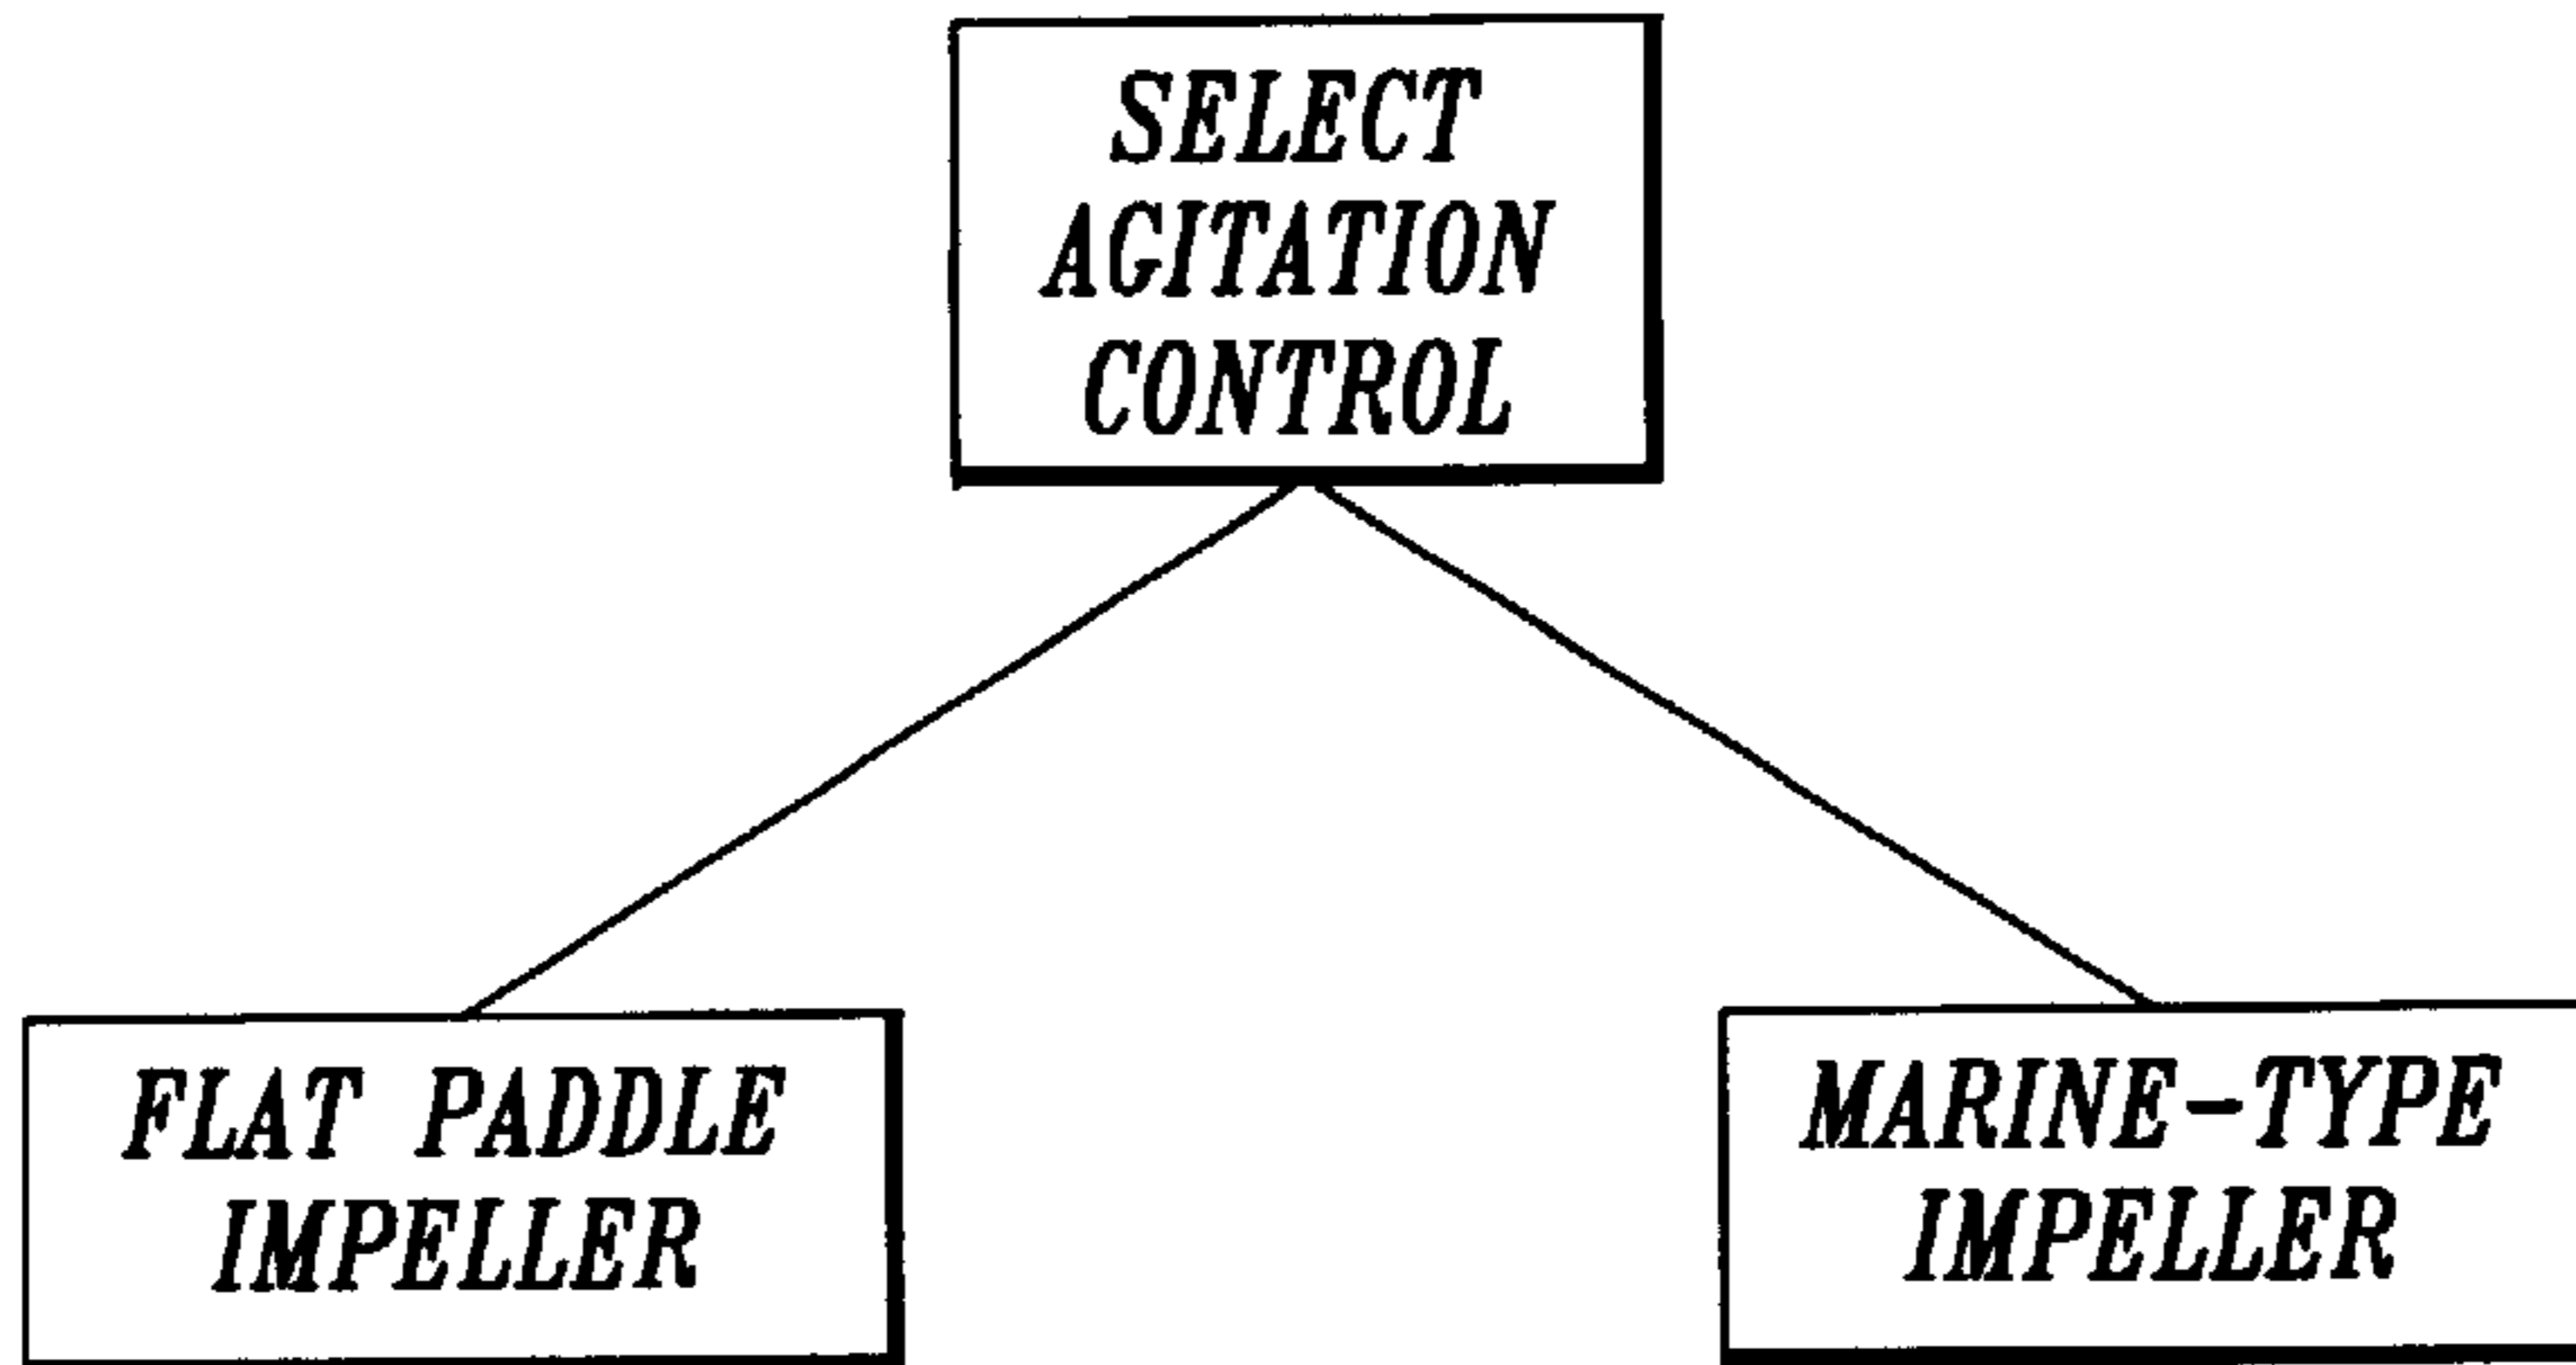 SELECT
AGITATION
CONTROL
FLAT PADDLE
IMPELLER
MARINE-TYPE
IMPELLER